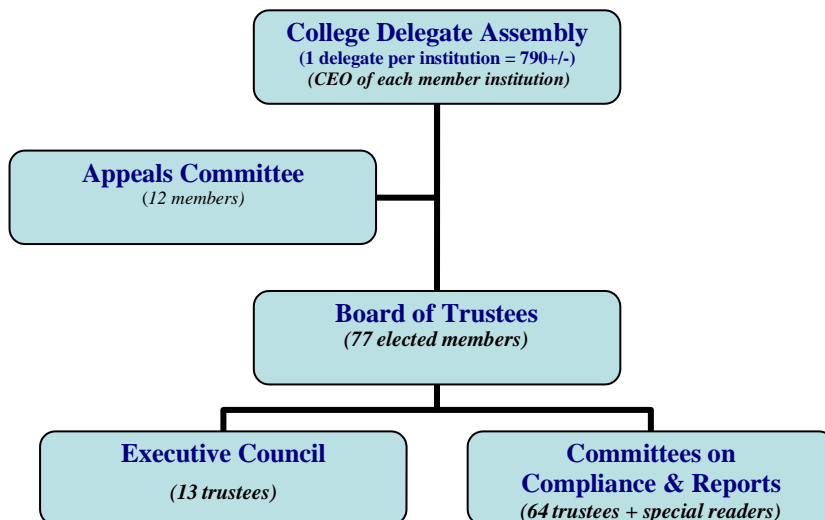 College Delegate Assembly
(1 delegate per institution = 790+/-)
(CEO of each member institution)
Appeals Committee
(12 members)
Board of Trustees
(77 elected members)
Executive Council
(13 trustees)
Committees on
Compliance & Reports
(64 trustees + special readers)